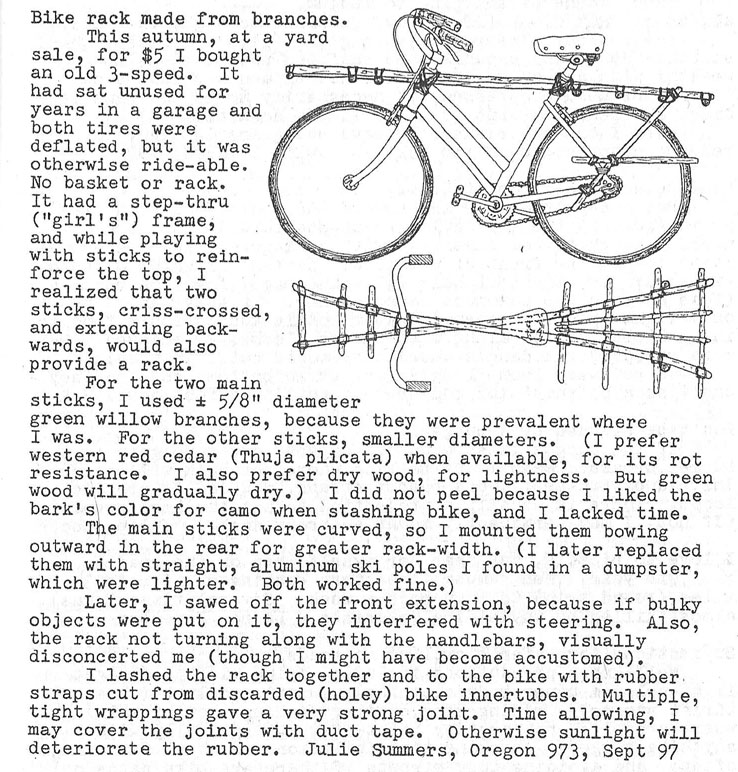 Bike rack made from branches.
This autumn, at a yard
sale, for $5 I bought
an old 3-speed. It
had sat unused for
years in a garage and
both tires were
deflated, but it was
otherwise ride-able.
No basket or rack.
It had a step-thru
("girl's") frame,
and while playing
with sticks to rein-
force the top, I
realized that two
sticks, criss-crossed,
and extending back-
wards, would also
provide a rack.
For the two main
sticks, I used ± 5/8" diameter
green willow branches, because they were prevalent where
I was. For the other sticks, smaller diameters. (I prefer
western red cedar (Thuja plicata) when available, for its rot
resistance. I also prefer dry wood, for lightness. But green
wood will gradually dry.) I did not peel because I liked the
bark's color for camo when stashing bike, and I lacked time.
The main sticks were curved, so I mounted them bowing
outward in the rear for greater rack-width. (I later replaced
them with straight, aluminum ski poles I found in a dumpster,
which were lighter. Both worked fine.)
Later, I sawed off the front extension, because if bulky
objects were put on it, they interfered with steering. Also,
the rack not turning along with the handlebars, visually
disconcerted me (though I might have become accustomed).
I lashed the rack together and to the bike with rubber
straps cut from discarded (holey) bike innertubes. Multiple,
tight wrappings gave a very strong joint. Time allowing, I
may cover the joints with duct tape. Otherwise sunlight will
deteriorate the rubber. Julie Summers, Oregon 973, Sept 97